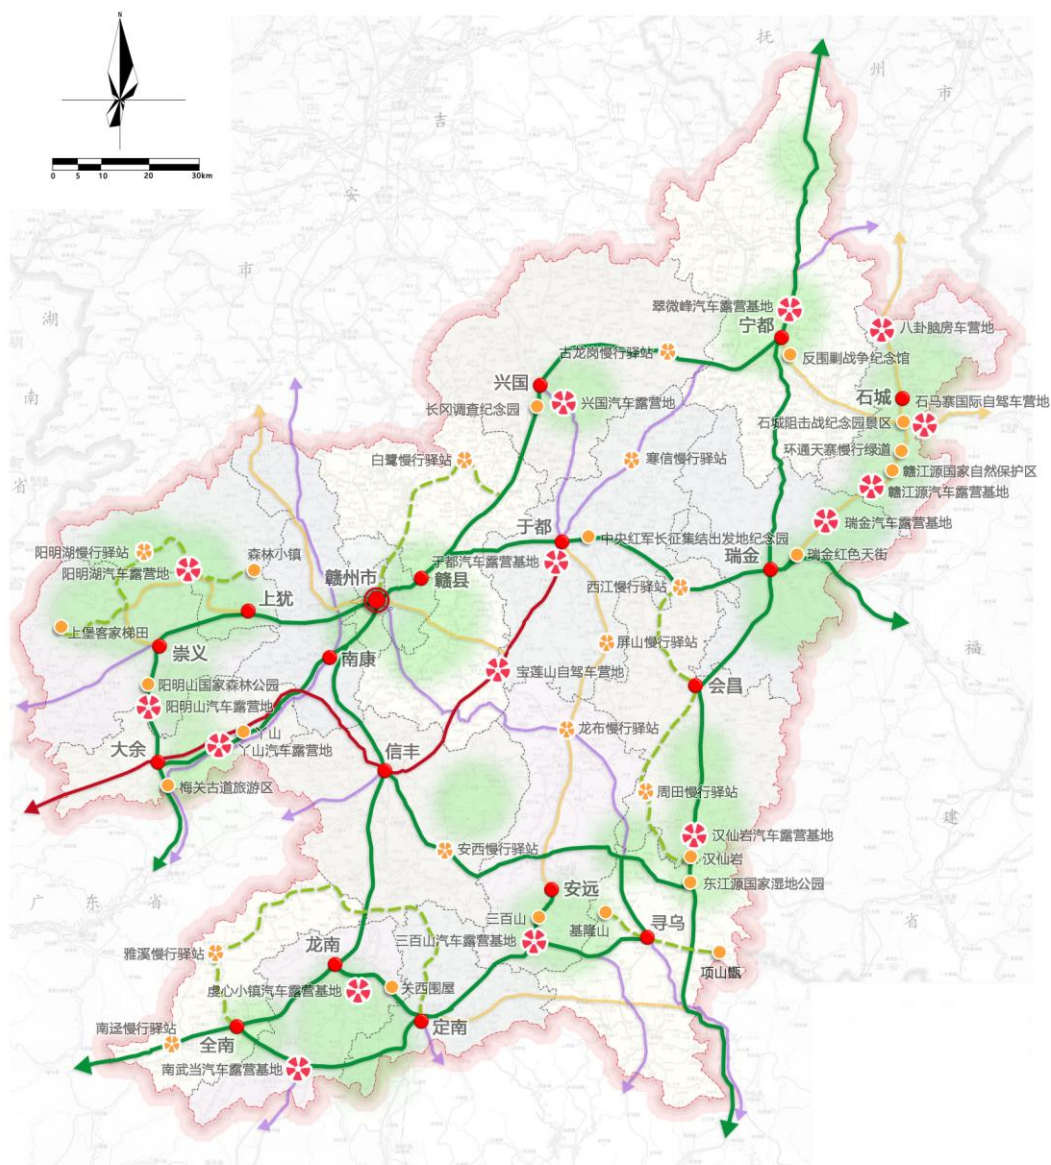 抚
州
市
吉
安
市
湖
南
省
0 5 10 20 30km
翠微峰汽车露营基地
宁都
八卦脑房车营地
反围剿战争纪念馆
古龙岗慢行驿站
兴国
长冈调查纪念园
兴国汽车露营地
石城
石马寨国际自驾车营地
石城阻击战纪念园景区
环通天寨慢行绿道
白鹭慢行驿站
寒信慢行驿站
赣江源国家自然保护区
赣江源汽车露营基地
瑞金汽车露营基地
于都
中央红军长征集结出发地纪念园
于都汽车露营基地
瑞金
瑞金红色天街
阳明湖慢行驿站
阳明湖汽车露营地
森林小镇
赣州市
赣县
西江慢行驿站
上犹
上堡客家梯田
崇义
南康
屏山慢行驿站
福
宝莲山自驾车营地
会昌
阳明山国家森林公园
阳明山汽车露营地
大余
丫山
丫山汽车露营地
信丰
龙布慢行驿站
梅关古道旅游区
周田慢行驿站
建
汉仙岩汽车露营基地
安西慢行驿站
汉仙岩
东江源国家湿地公园
广
东
省
安远
三百山
基隆山
寻乌
省
雅溪慢行驿站
龙南
三百山汽车露营基地
项山甑
虔心小镇汽车露营基地
关西围屋
南迳慢行驿站
全南
定南
南武当汽车露营基地